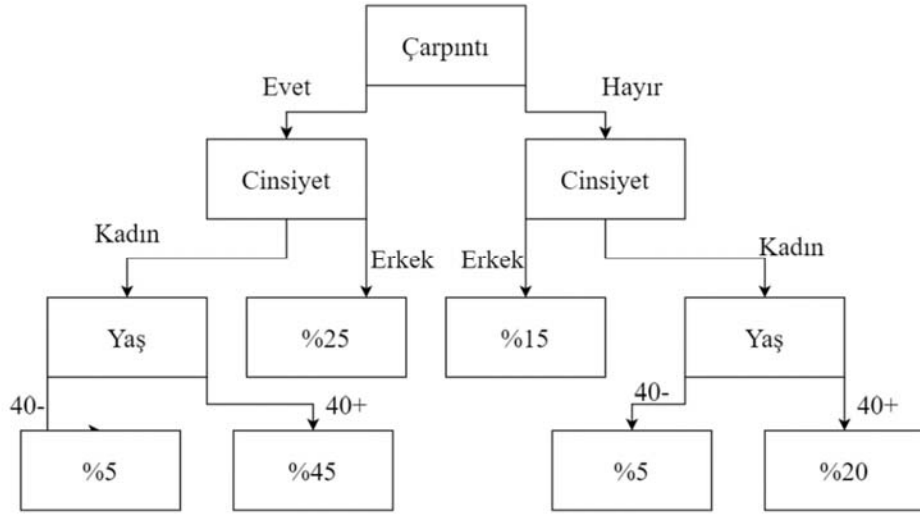 Çarpıntı
Evet
Hayır
Cinsiyet
Cinsiyet
Kadın
Erkek
Erkek
Kadın
Yaş
%25
%15
Yaş
40-
40+
40-
40+
%5
%45
%5
%20